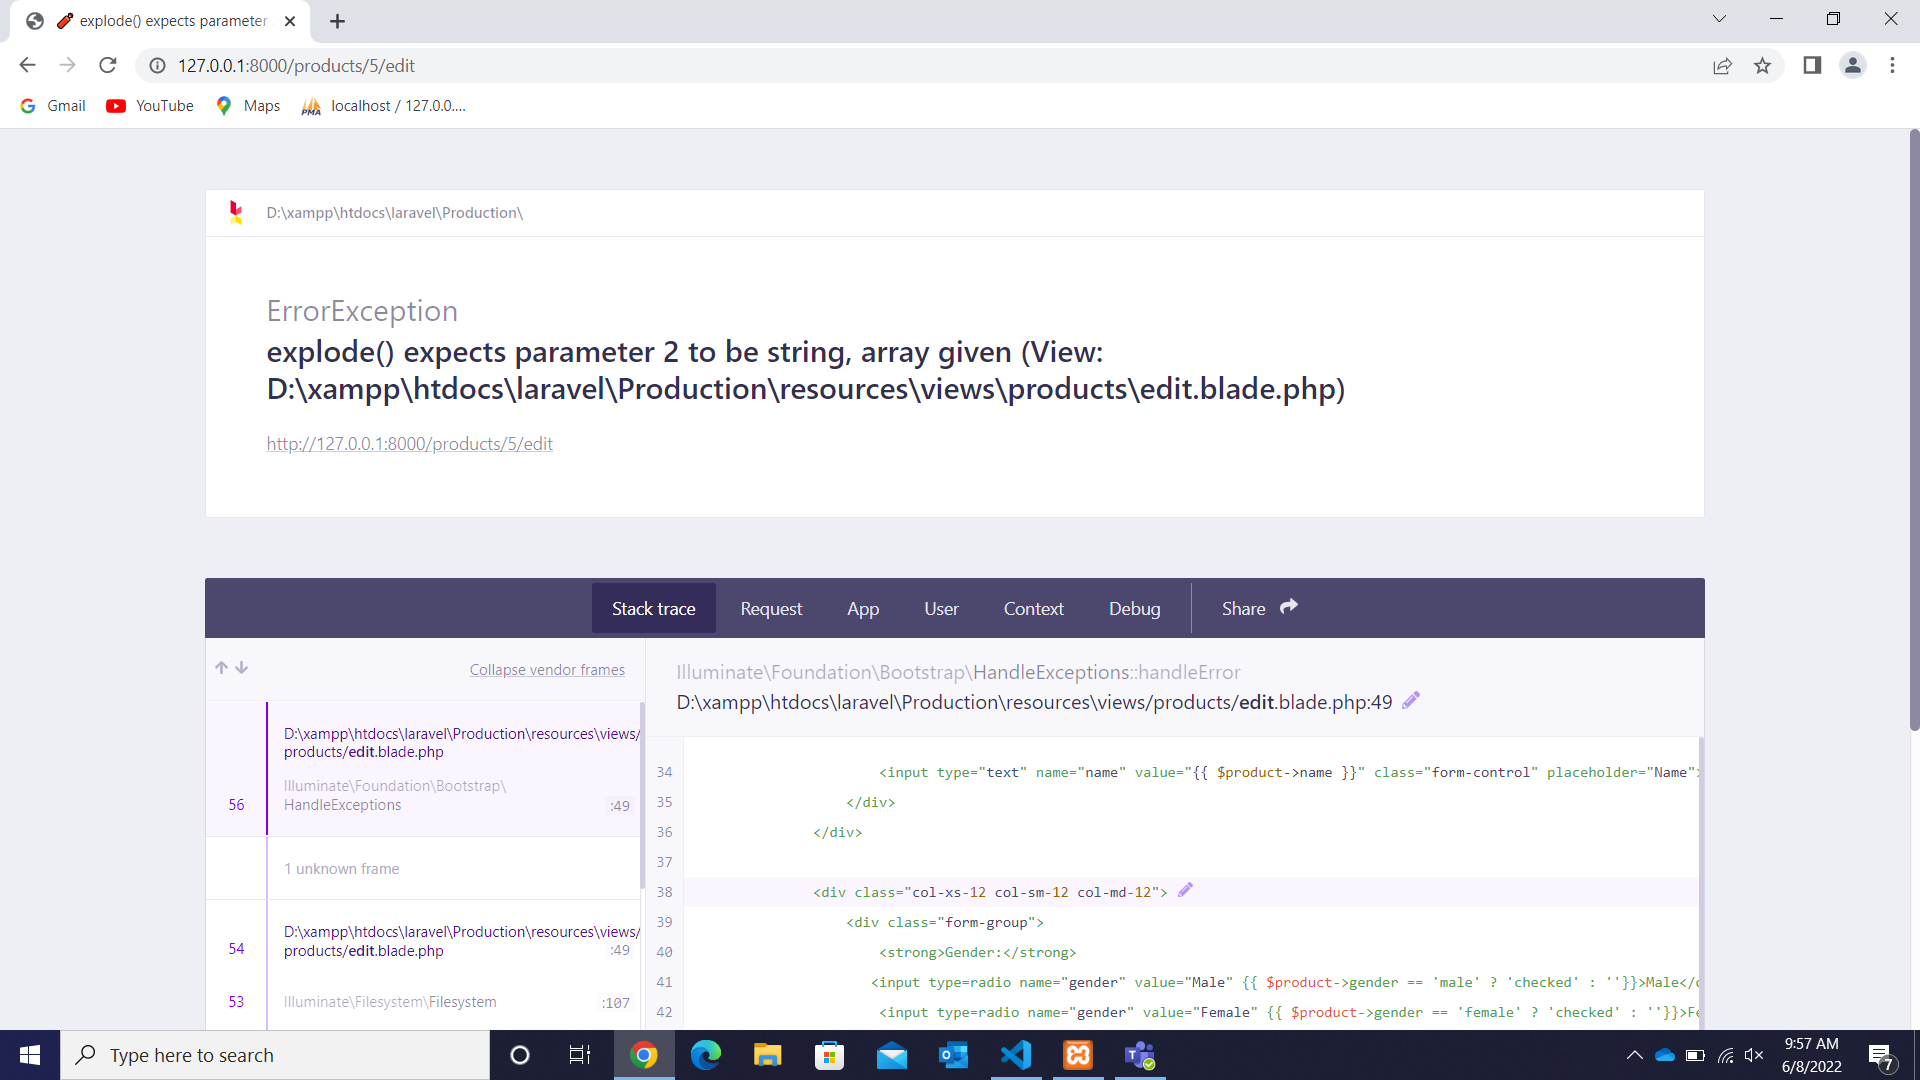 explode() expects parameter
127.0.0.1:8000/products/5/edit
Gmail
YouTube
Maps
localhost / 127.0.0....
D:\xampp\htdocs\laravel\Production\
ErrorException
explode() expects parameter 2 to be string, array given (View:
D:\xampp\htdocs\laravel\Production\resources\views\products\edit.blade.php)
http://127.0.0.1:8000/products/5/edit
Stack trace
Request
App
User
Context
Debug
Share
Collapse vendor frames
D:\xampp\htdocs\laravel\Production\resources\views/
products/edit.blade.php
Illuminate\Foundation\Bootstrap\
56 HandleExceptions :49
1 unknown frame
D:\xampp\htdocs\laravel\Production\resources\views/
54 products/edit.blade.php :49
53 Illuminate\Filesystem\Filesystem :107
Illuminate\Foundation\Bootstrap\HandleExceptions::handleError
D:\xampp\htdocs\laravel\Production\resources\views/products/edit.blade.php:49
34 <input type="text" name="name" value="{{ $product->name }}" class="form-control" placeholder="Name">
35 </div>
36 </div>
37
38 <div class="col-xs-12 col-sm-12 col-md-12">
39 <div class="form-group">
40 <strong>Gender:</strong>
41 <input type=radio name="gender" value="Male" {{ $product->gender == 'male' ? 'checked' : ''}}>Male</
42 <input type=radio name="gender" value="Female" {{ $product->gender == 'female' ? 'checked' : ''}}>Fe
Type here to search
PMA
9:57 AM
6/8/2022
7